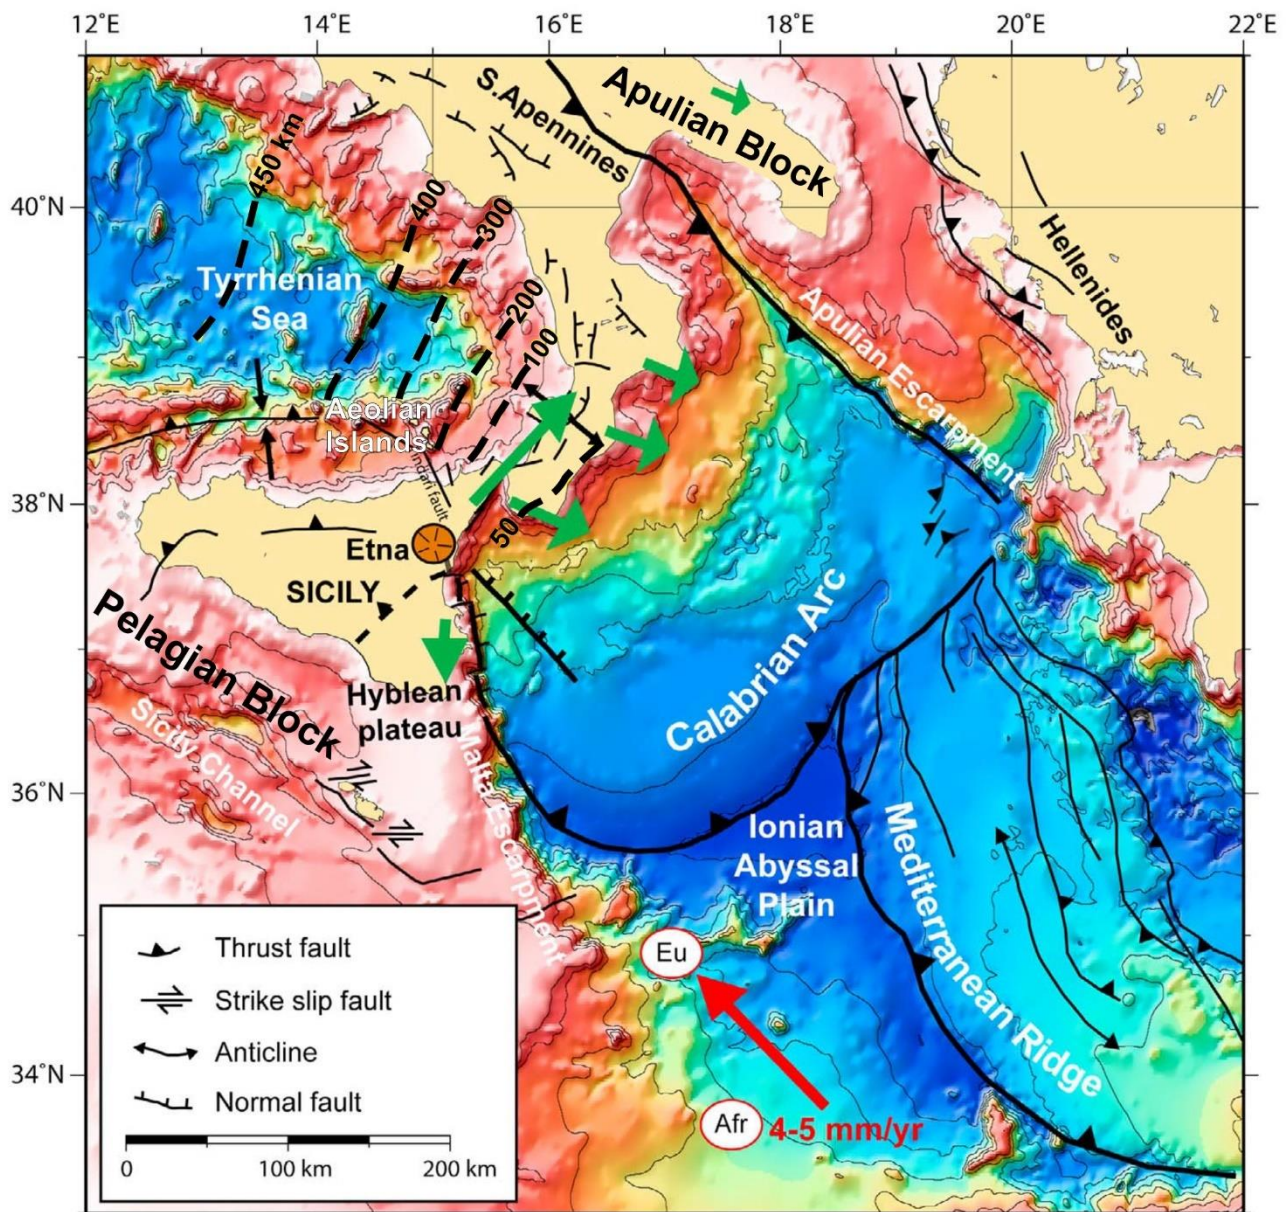 12°E
14°E
16°E
18°E
20°E
22°E
40°N
38°N
36°N
34°N
S.Apennines
Apulian Block
450 km
400
300
200
100
50
Tyrrhenian
Sea
Hellenides
Apulian Escarpment
Aeolian
Islands
fault
Etna
SICILY
Pelagian Block
Calabrian Arc
Hyblean
plateau
Sicily Channel
Malta Escarpment
Ionian
Abyssal
Plain
Mediterranean Ridge
Eu
Afr
4-5 mm/yr
Thrust fault
Strike slip fault
Anticline
Normal fault
0
100 km
200 km